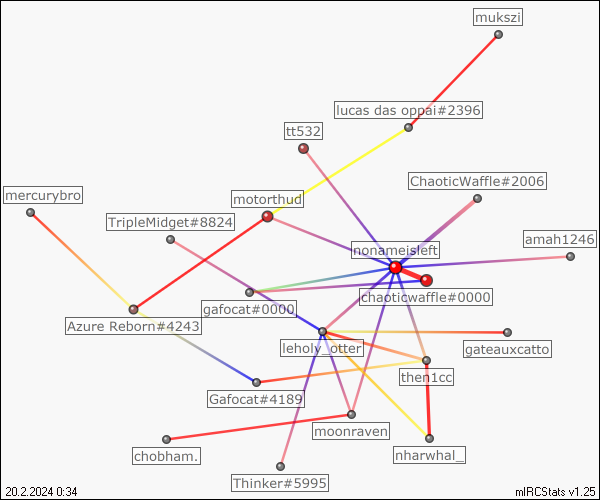 mukszi
lucas das oppai#2396
tt532
ChaoticWaffle#2006
mercurybro
motorthud
TripleMidget#8824
amah1246
nonameisleft
chaoticwaffle#0000
gafocat#0000
Azure Reborn#4243
leholy_otter
gateauxcatto
then1cc
Gafocat#4189
moonraven
nharwhal_
chobham.
Thinker#5995
20.2.2024 0:34
mIRCStats v1.25